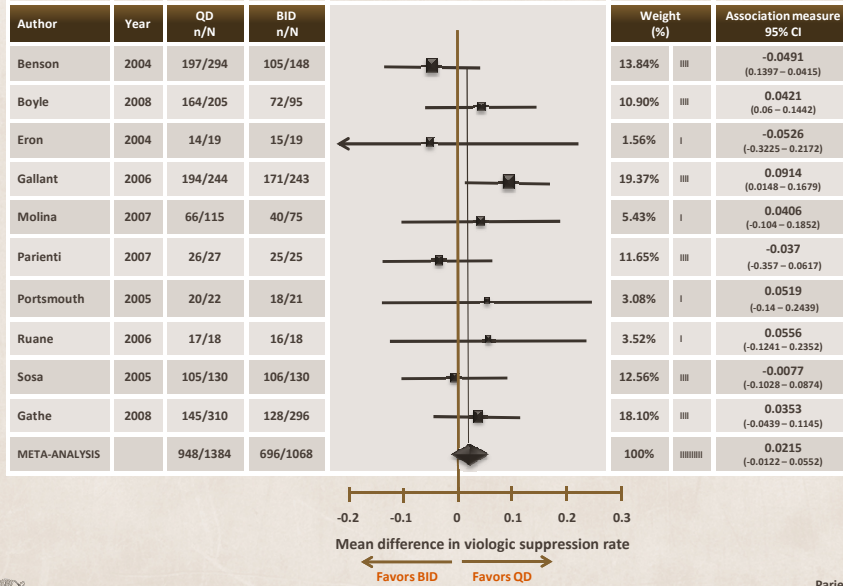 Author Year QD n/N BID n/N Weight (%) Association measure 95% CI
Benson 2004 197/294 105/148 13.84% IIII -0.0491
(0.1397 – 0.0415)
Boyle 2008 164/205 72/95 10.90% IIII 0.0421
(0.06 – 0.1442)
Eron 2004 14/19 15/19 1.56% I -0.0526
(-0.3225 – 0.2172)
Gallant 2006 194/244 171/243 19.37% IIII 0.0914
(0.0148 – 0.1679)
Molina 2007 66/115 40/75 5.43% I 0.0406
(-0.104 – 0.1852)
Parienti 2007 26/27 25/25 11.65% IIII -0.037
(-0.357 – 0.0617)
Portsmouth 2005 20/22 18/21 3.08% I 0.0519
(-0.14 – 0.2439)
Ruane 2006 17/18 16/18 3.52% I 0.0556
(-0.1241 – 0.2352)
Sosa 2005 105/130 106/130 12.56% IIII -0.0077
(-0.1028 – 0.0874)
Gathe 2008 145/310 128/296 18.10% IIII 0.0353
(-0.0439 – 0.1145)
META-ANALYSIS 948/1384 696/1068 100% IIIIIIIIII 0.0215
(-0.0122 – 0.0552)
-0.2 -0.1 0 0.1 0.2 0.3
Mean difference in viologic suppression rate
Favors BID Favors QD
Parie